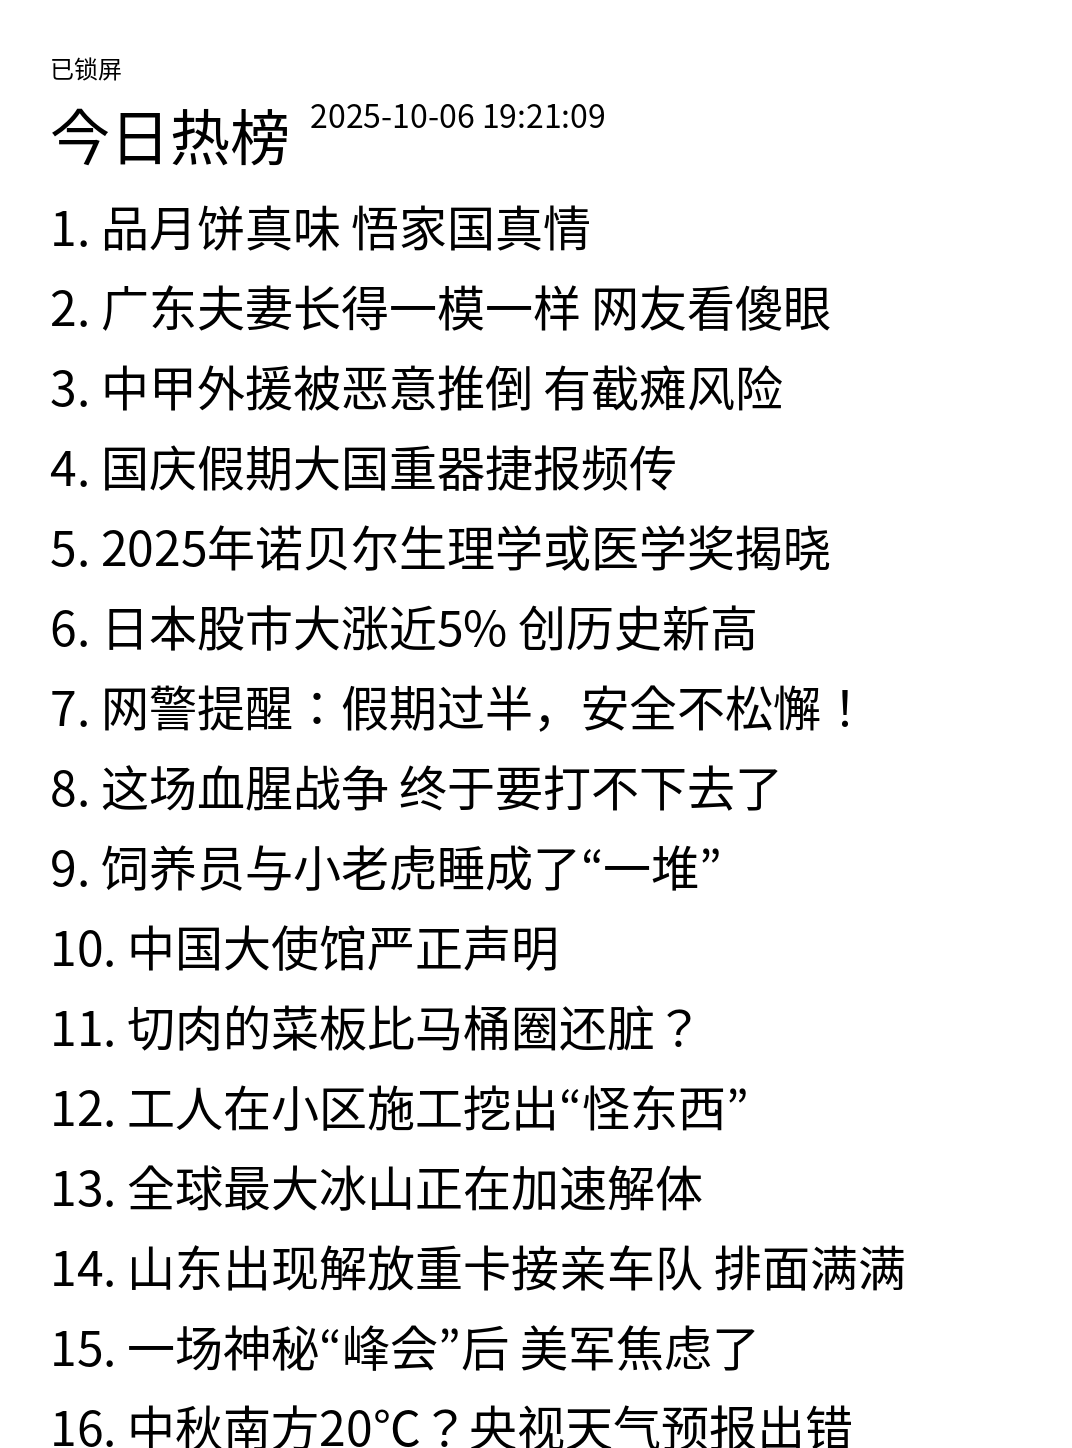 已锁屏
今日热榜 2025-10-06 19:21:09
1. 品月饼真味 悟家国真情
2. 广东夫妻长得一模一样 网友看傻眼
3. 中甲外援被恶意推倒 有截瘫风险
4. 国庆假期大国重器捷报频传
5. 2025年诺贝尔生理学或医学奖揭晓
6. 日本股市大涨近5% 创历史新高
7. 网警提醒：假期过半，安全不松懈！
8. 这场血腥战争 终于要打不下去了
9. 饲养员与小老虎睡成了“一堆”
10. 中国大使馆严正声明
11. 切肉的菜板比马桶圈还脏？
12. 工人在小区施工挖出“怪东西”
13. 全球最大冰山正在加速解体
14. 山东出现解放重卡接亲车队 排面满满
15. 一场神秘“峰会”后 美军焦虑了
16. 中秋南方20℃？央视天气预报出错